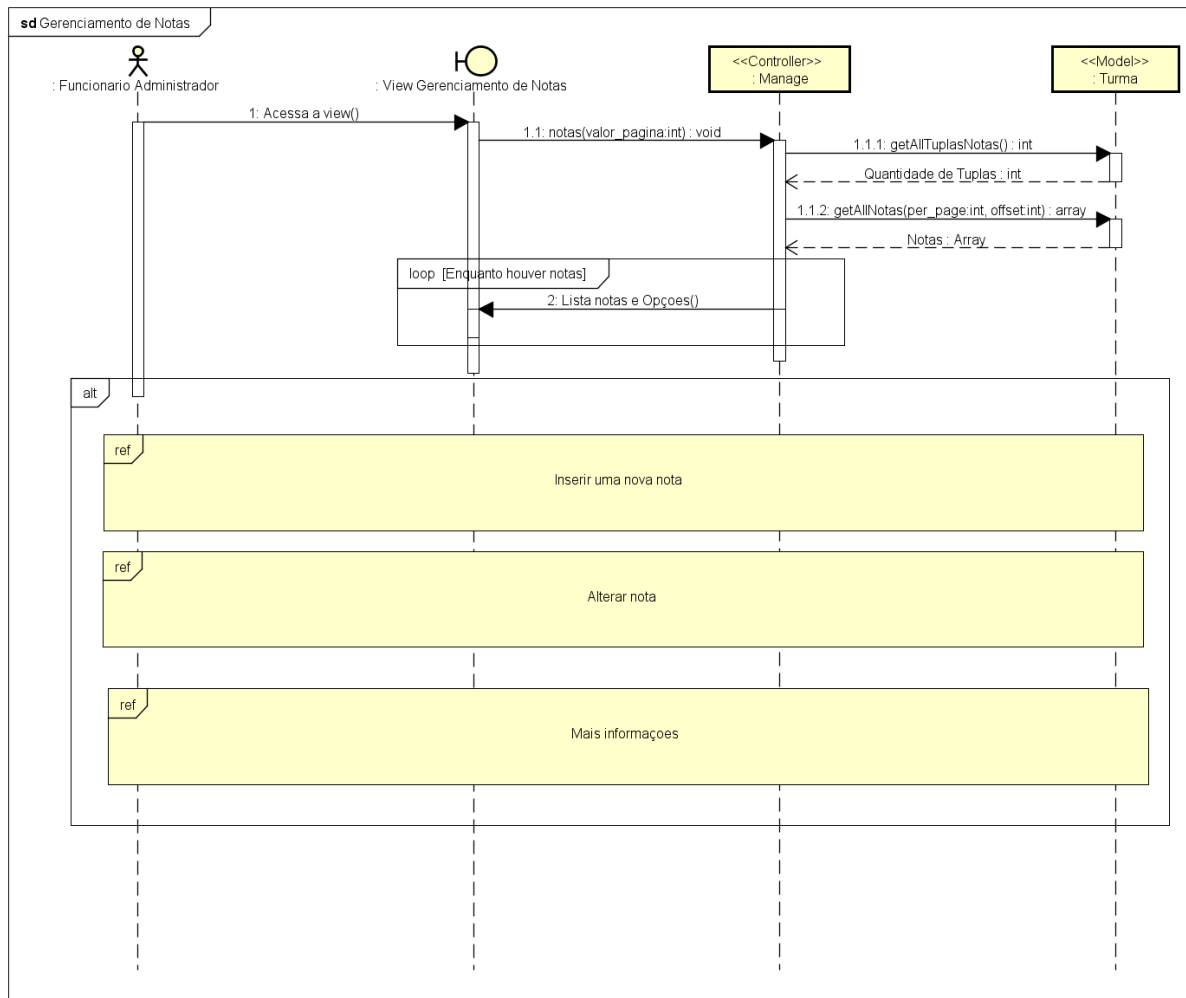 sd Gerenciamento de Notas
: Funcionario Administrador
: View Gerenciamento de Notas
<<Controller>>
: Manage
<<Model>>
: Turma
1: Acessa a view()
1.1: notas(valor_pagina:int) : void
1.1.1: getAllTuplasNotas() : int
Quantidade de Tuplas : int
1.1.2: getAllNotas(per_page:int, offset:int) : array
Notas : Array
loop [Enquanto houver notas]
2: Lista notas e Opçoes()
alt
ref
Inserir uma nova nota
ref
Alterar nota
ref
Mais informaçoes